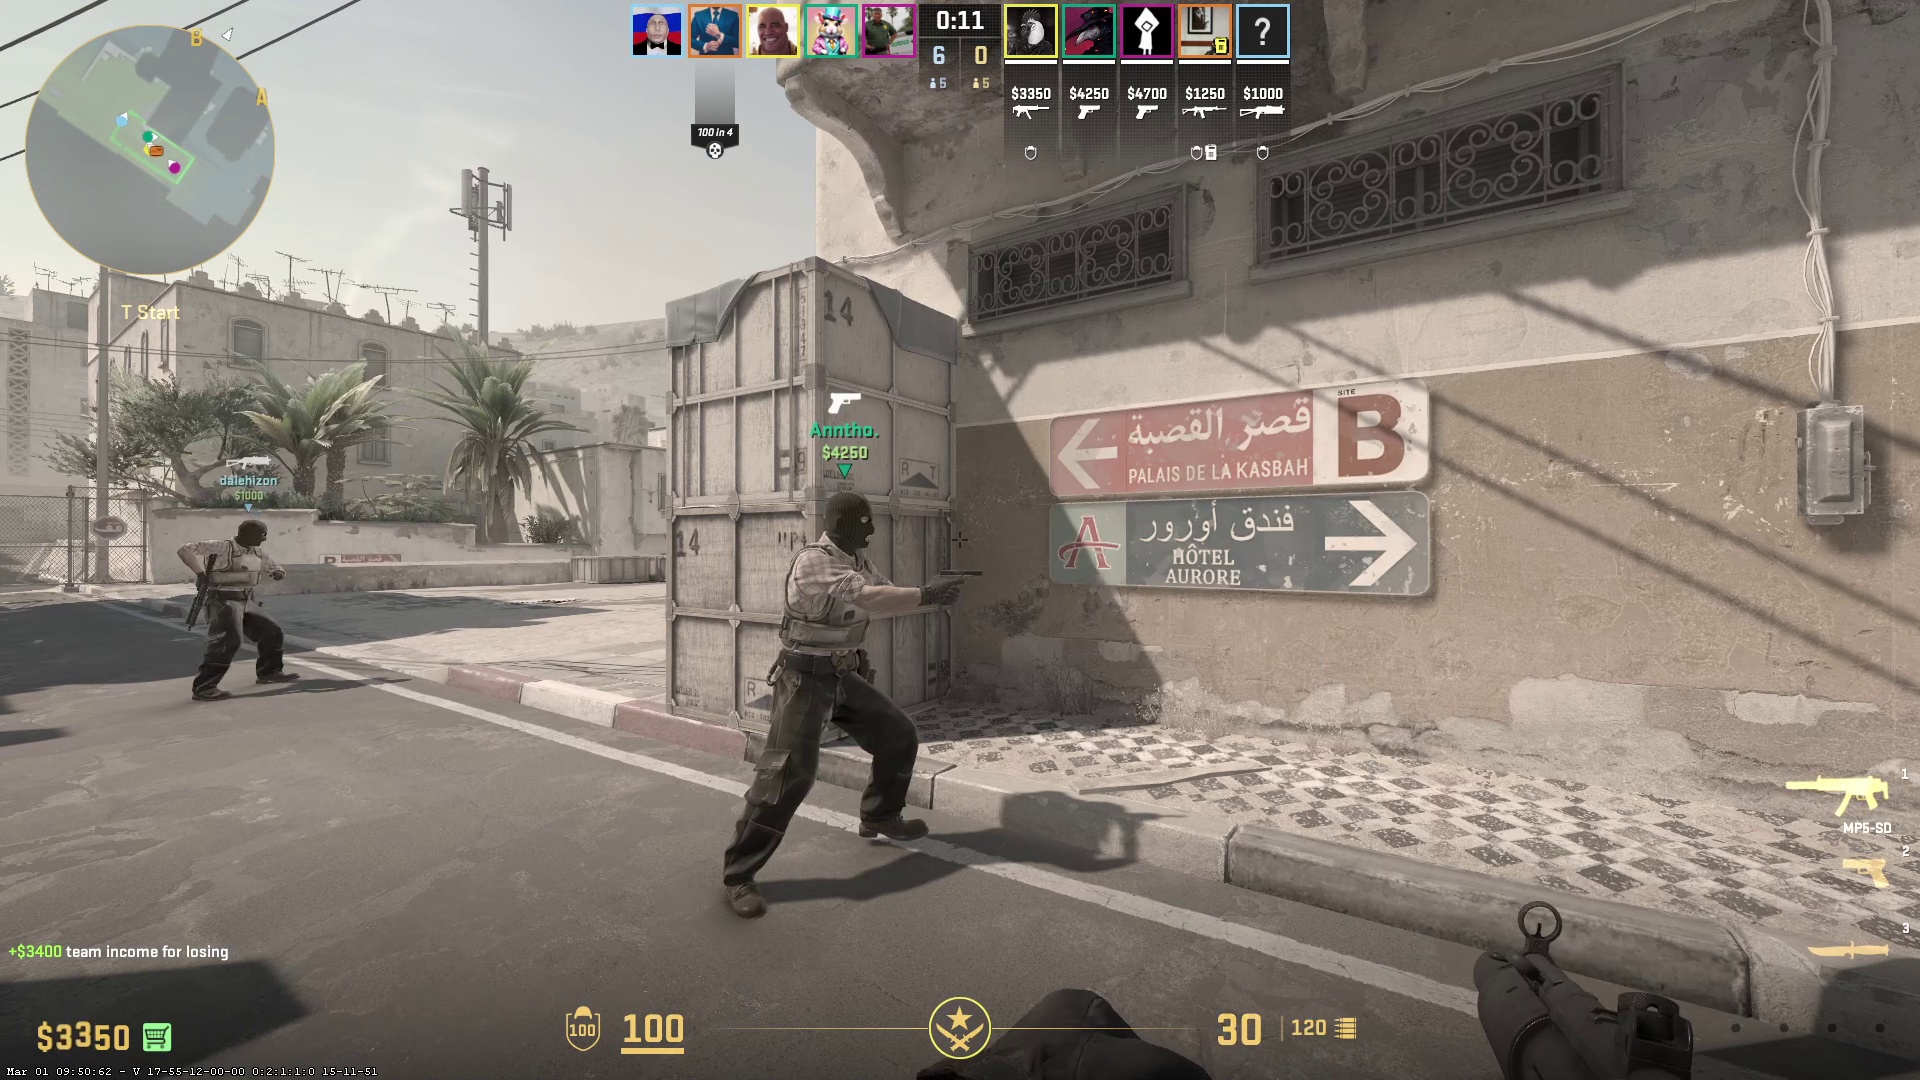 B
A
0:11
6 0
5 5
?
$3350 $4250 $4700 $1250 $1000
100 in 4
T Start
14
Anntho.
$4250
dalehizon
$1000
14
R T
R
قصر القصبة
PALAIS DE LA KASBAH
SITE
B
A
فندق أورور
HÔTEL
AURORE
1
MP5-SD
2
3
+$3400 team income for losing
$3350
100 100
30 120
Mar 01 09:50:62 - V 17-55-12-00-00 0:2:1:1:0 15-11-51